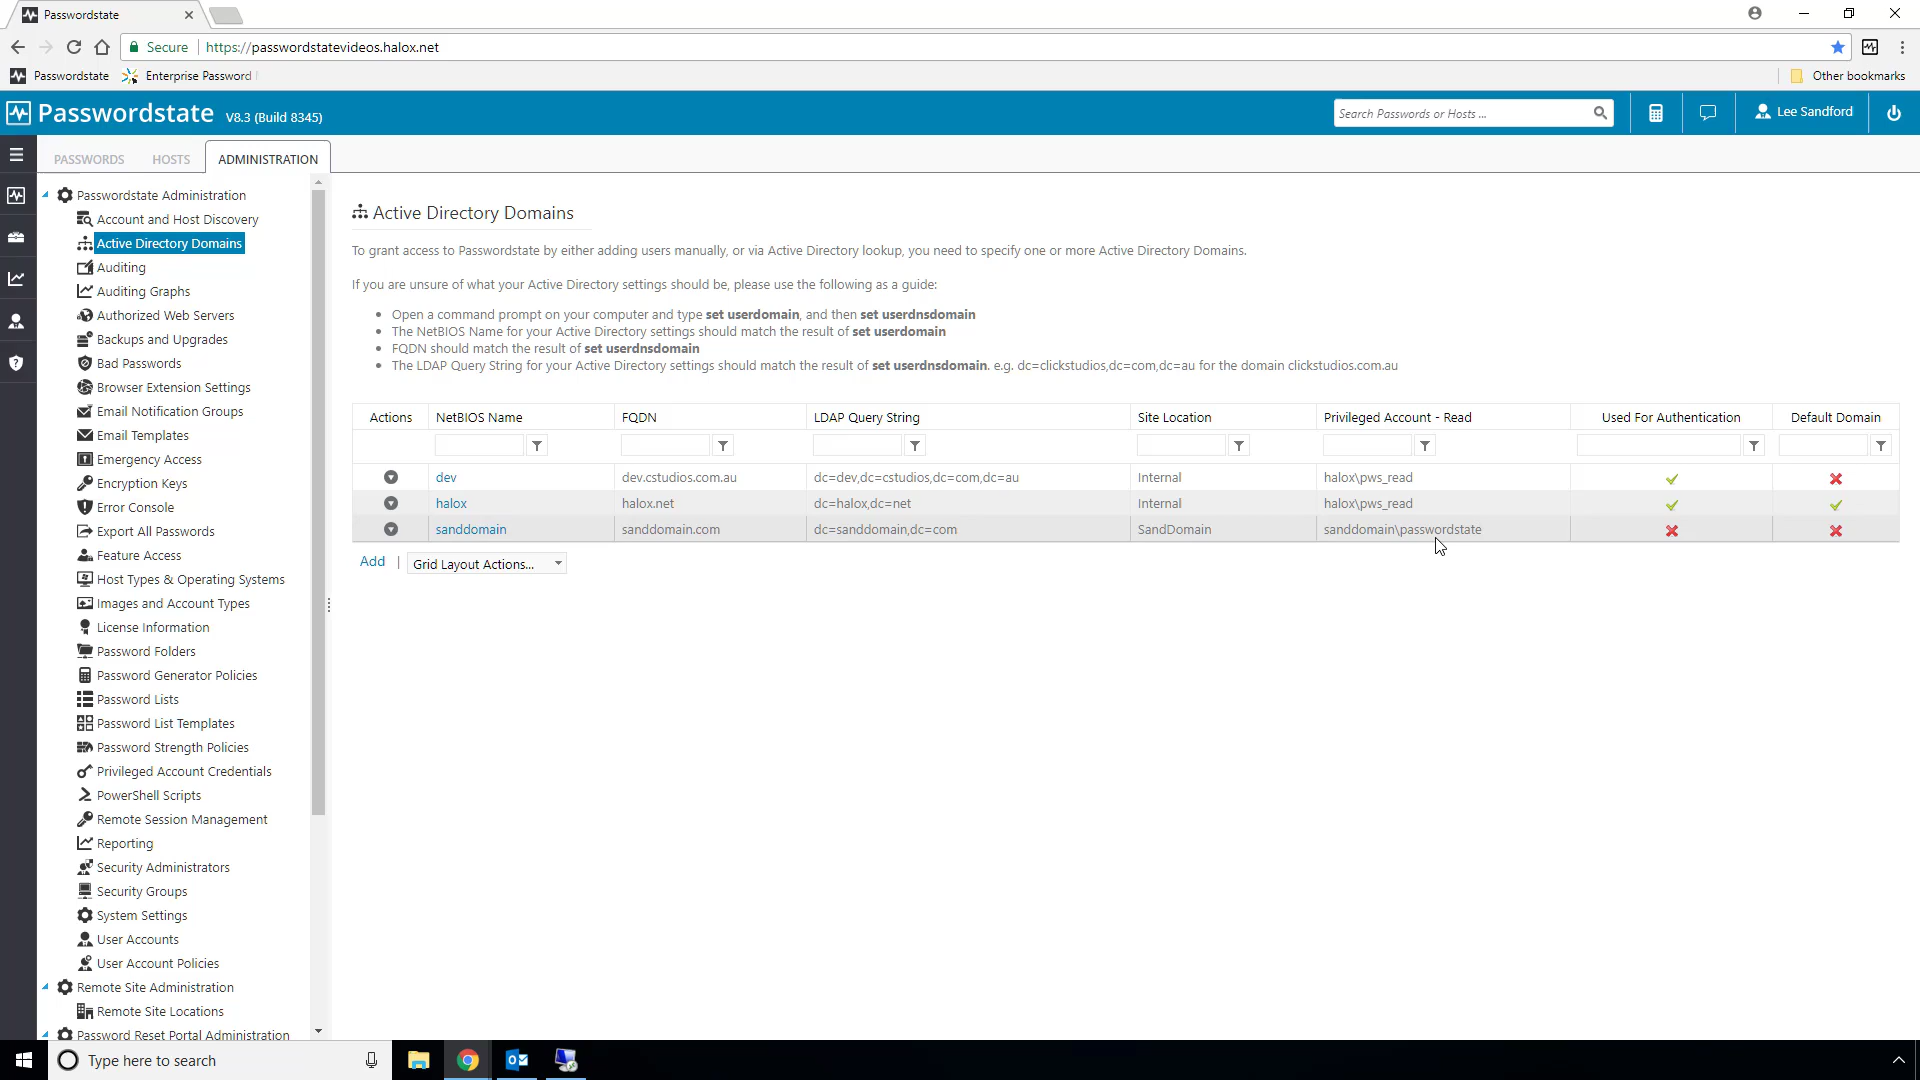 Passwordstate
Secure https://passwordstatevideos.halox.net
Passwordstate Enterprise Password Other bookmarks
Passwordstate V8.3 (Build 8345) Search Passwords or Hosts ... Lee Sandford
PASSWORDS HOSTS ADMINISTRATION
Passwordstate Administration
Account and Host Discovery
Active Directory Domains
Auditing
Auditing Graphs
Authorized Web Servers
Backups and Upgrades
Bad Passwords
Browser Extension Settings
Email Notification Groups
Email Templates
Emergency Access
Encryption Keys
Error Console
Export All Passwords
Feature Access
Host Types & Operating Systems
Images and Account Types
License Information
Password Folders
Password Generator Policies
Password Lists
Password List Templates
Password Strength Policies
Privileged Account Credentials
PowerShell Scripts
Remote Session Management
Reporting
Security Administrators
Security Groups
System Settings
User Accounts
User Account Policies
Remote Site Administration
Remote Site Locations
Password Reset Portal Administration
Active Directory Domains
To grant access to Passwordstate by either adding users manually, or via Active Directory lookup, you need to specify one or more Active Directory Domains.
If you are unsure of what your Active Directory settings should be, please use the following as a guide:
Open a command prompt on your computer and type set userdomain, and then set userdnsdomain
The NetBIOS Name for your Active Directory settings should match the result of set userdomain
FQDN should match the result of set userdnsdomain
The LDAP Query String for your Active Directory settings should match the result of set userdnsdomain. e.g. dc=clickstudios,dc=com,dc=au for the domain clickstudios.com.au
Actions NetBIOS Name FQDN LDAP Query String Site Location Privileged Account - Read Used For Authentication Default Domain
dev dev.cstudios.com.au dc=dev,dc=cstudios,dc=com,dc=au Internal halox\pws_read
halox halox.net dc=halox,dc=net Internal halox\pws_read
sanddomain sanddomain.com dc=sanddomain,dc=com SandDomain sanddomain\passwordstate
Add | Grid Layout Actions...
Type here to search